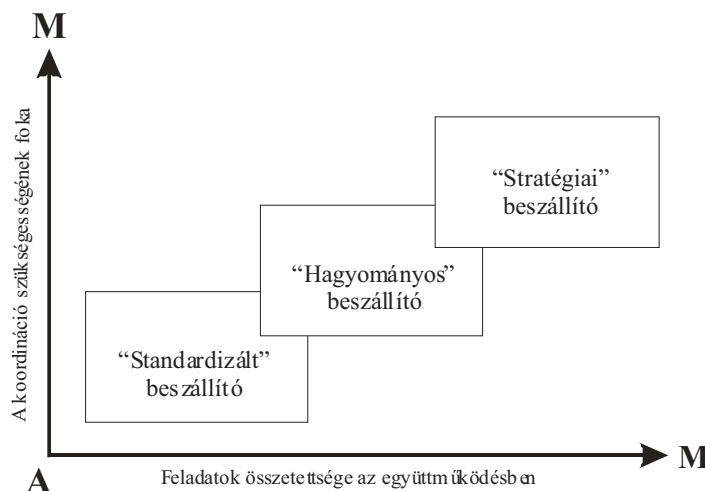 M
A koordináció szükségességének foka
“Stratégiai”
beszállító
“Hagyományos”
beszállító
“Standardizált”
beszállító
M
A
Feladatok összetettsége az együttműködésben